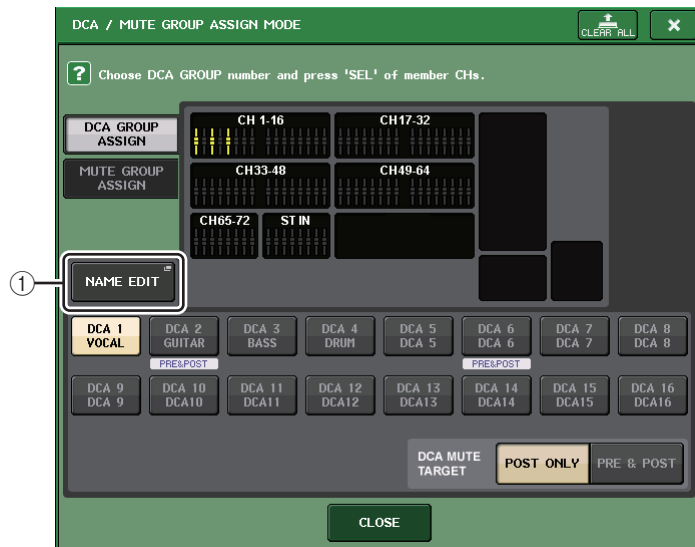 DCA / MUTE GROUP ASSIGN MODE
CLEAR ALL
×
? Choose DCA GROUP number and press 'SEL' of member CHs.
DCA GROUP
ASSIGN
MUTE GROUP
ASSIGN
CH 1-16
CH17-32
CH33-48
CH49-64
CH65-72
ST IN
①
NAME EDIT
DCA 1
VOCAL
DCA 2
GUITAR
PRE&POST
DCA 3
BASS
DCA 4
DRUM
DCA 5
DCA 5
DCA 6
DCA 6
PRE&POST
DCA 7
DCA 7
DCA 8
DCA 8
DCA 9
DCA 9
DCA 10
DCA10
DCA 11
DCA11
DCA 12
DCA12
DCA 13
DCA13
DCA 14
DCA14
DCA 15
DCA15
DCA 16
DCA16
DCA MUTE
TARGET
POST ONLY
PRE & POST
CLOSE